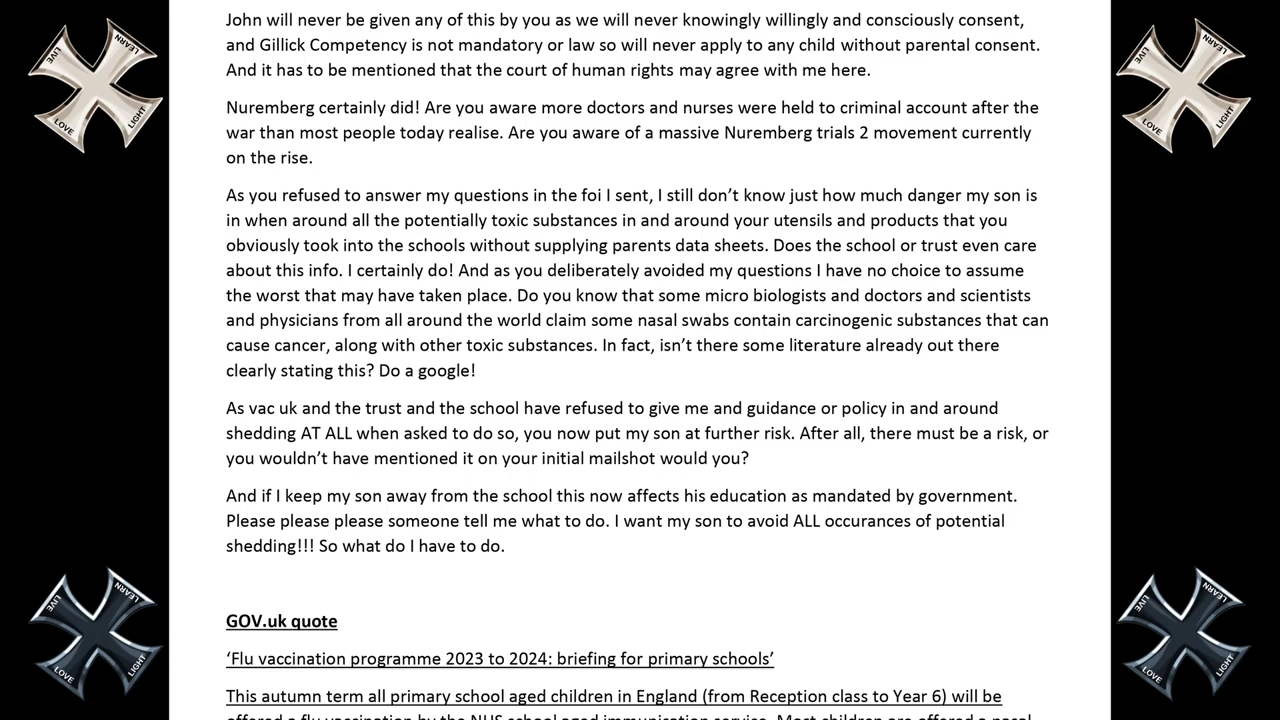 John will never be given any of this by you as we will never knowingly willingly and consciously consent,
and Gillick Competency is not mandatory or law so will never apply to any child without parental consent.
And it has to be mentioned that the court of human rights may agree with me here.
Nuremberg certainly did! Are you aware more doctors and nurses were held to criminal account after the
war than most people today realise. Are you aware of a massive Nuremberg trials 2 movement currently
on the rise.
As you refused to answer my questions in the foi I sent, I still don’t know just how much danger my son is
in when around all the potentially toxic substances in and around your utensils and products that you
obviously took into the schools without supplying parents data sheets. Does the school or trust even care
about this info. I certainly do! And as you deliberately avoided my questions I have no choice to assume
the worst that may have taken place. Do you know that some micro biologists and doctors and scientists
and physicians from all around the world claim some nasal swabs contain carcinogenic substances that can
cause cancer, along with other toxic substances. In fact, isn’t there some literature already out there
clearly stating this? Do a google!
As vac uk and the trust and the school have refused to give me and guidance or policy in and around
shedding AT ALL when asked to do so, you now put my son at further risk. After all, there must be a risk, or
you wouldn’t have mentioned it on your initial mailshot would you?
And if I keep my son away from the school this now affects his education as mandated by government.
Please please please someone tell me what to do. I want my son to avoid ALL occurances of potential
shedding!!! So what do I have to do.
GOV.uk quote
‘Flu vaccination programme 2023 to 2024: briefing for primary schools’
This autumn term all primary school aged children in England (from Reception class to Year 6) will be
offered a flu vaccination by the NHS school aged immunisation service. Most children are offered a nasal
LIVE
LEARN
LOVE
LIGHT
LIVE
LEARN
LOVE
LIGHT
LIVE
LEARN
LOVE
LIGHT
LIVE
LEARN
LOVE
LIGHT